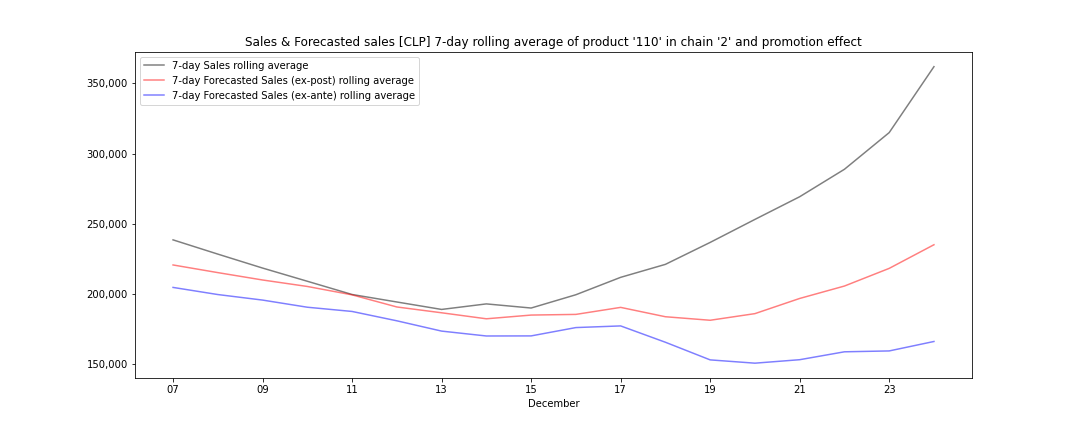 Sales & Forecasted sales [CLP] 7-day rolling average of product '110' in chain '2' and promotion effect
7-day Sales rolling average
7-day Forecasted Sales (ex-post) rolling average
7-day Forecasted Sales (ex-ante) rolling average
350,000
300,000
250,000
200,000
150,000
07 09 11 13 15 17 19 21 23
December